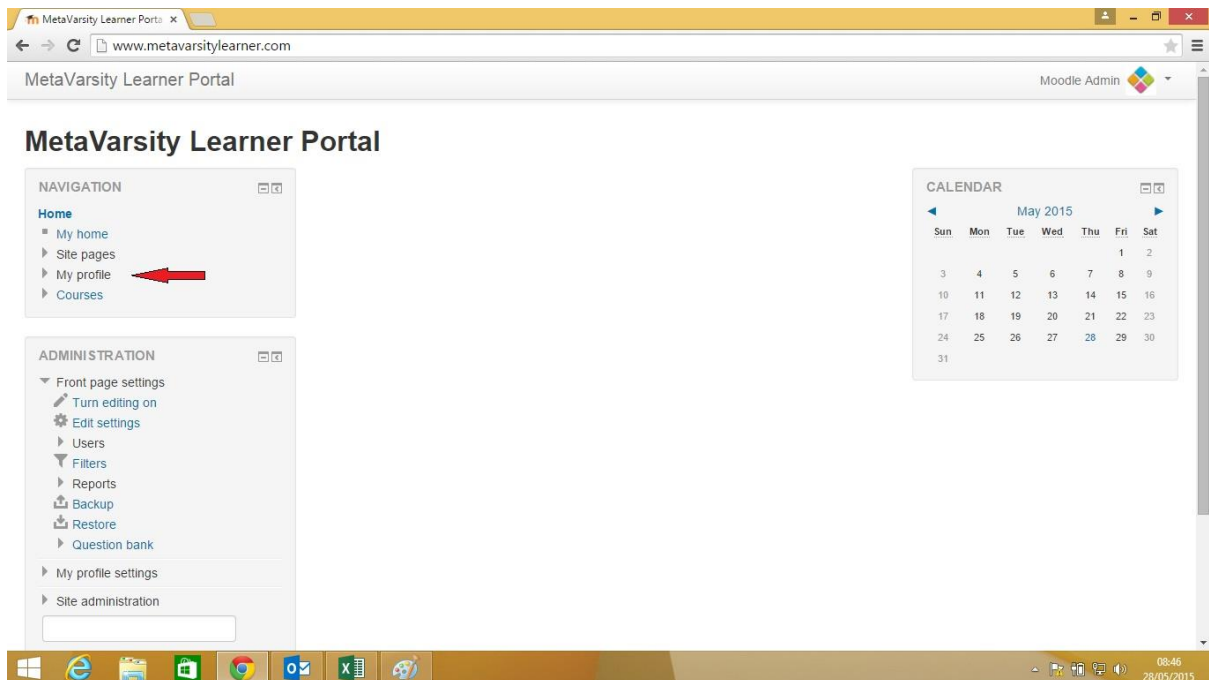 MetaVarsity Learner Porta
www.metavarsitylearner.com
MetaVarsity Learner Portal
Moodle Admin
MetaVarsity Learner Portal
NAVIGATION
Home
My home
Site pages
My profile
Courses
ADMINISTRATION
Front page settings
Turn editing on
Edit settings
Users
Filters
Reports
Backup
Restore
Question bank
My profile settings
Site administration
CALENDAR
May 2015
Sun Mon Tue Wed Thu Fri Sat
1 2
3 4 5 6 7 8 9
10 11 12 13 14 15 16
17 18 19 20 21 22 23
24 25 26 27 28 29 30
31
08:46
28/05/2015